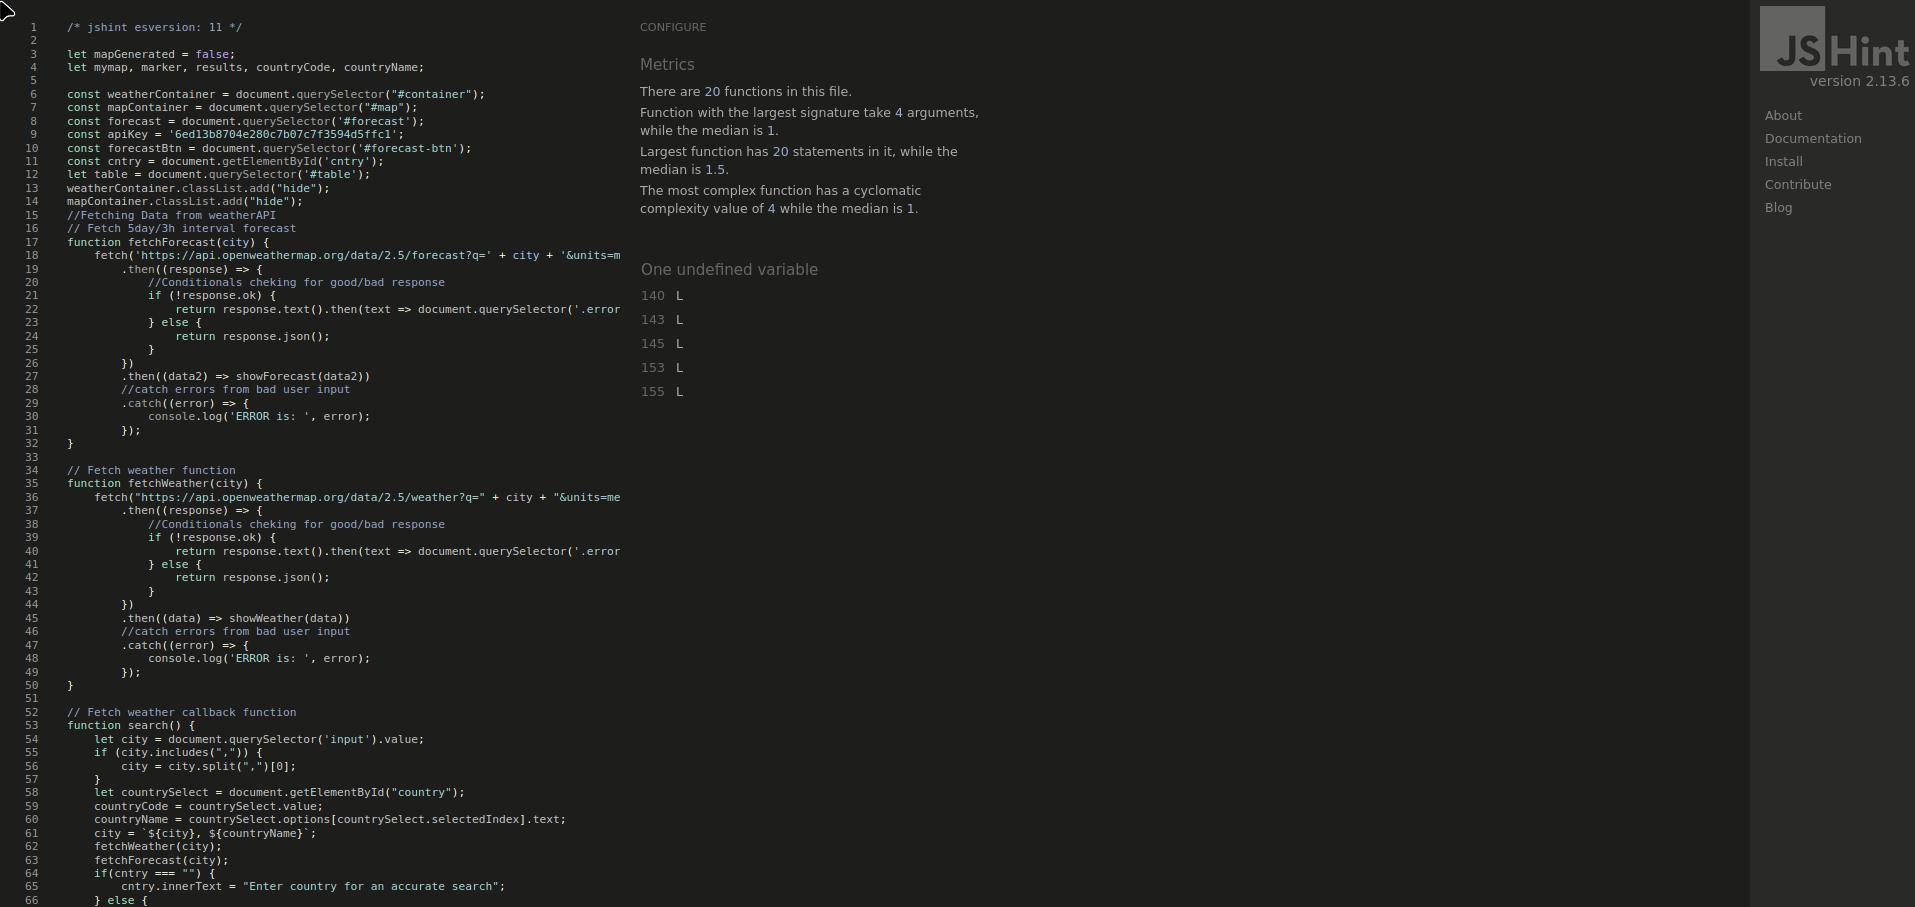 1 /* jshint esversion: 11 */
2
3 let mapGenerated = false;
4 let mymap, marker, results, countryCode, countryName;
5
6 const weatherContainer = document.querySelector("#container");
7 const mapContainer = document.querySelector("#map");
8 const forecast = document.querySelector('#forecast');
9 const apiKey = '6ed13b8704e280c7b07c7f3594d5ffc1';
10 const forecastBtn = document.querySelector('#forecast-btn');
11 const cntry = document.getElementById('cntry');
12 let table = document.querySelector('#table');
13 weatherContainer.classList.add("hide");
14 mapContainer.classList.add("hide");
15 //Fetching Data from weatherAPI
16 // Fetch 5day/3h interval forecast
17 function fetchForecast(city) {
18 fetch('https://api.openweathermap.org/data/2.5/forecast?q=' + city + '&units=m
19 .then((response) => {
20 //Conditionals cheking for good/bad response
21 if (!response.ok) {
22 return response.text().then(text => document.querySelector('.error
23 } else {
24 return response.json();
25 }
26 })
27 .then((data2) => showForecast(data2))
28 //catch errors from bad user input
29 .catch((error) => {
30 console.log('ERROR is: ', error);
31 });
32 }
33
34 // Fetch weather function
35 function fetchWeather(city) {
36 fetch("https://api.openweathermap.org/data/2.5/weather?q=" + city + "&units=me
37 .then((response) => {
38 //Conditionals cheking for good/bad response
39 if (!response.ok) {
40 return response.text().then(text => document.querySelector('.error
41 } else {
42 return response.json();
43 }
44 })
45 .then((data) => showWeather(data))
46 //catch errors from bad user input
47 .catch((error) => {
48 console.log('ERROR is: ', error);
49 });
50 }
51
52 // Fetch weather callback function
53 function search() {
54 let city = document.querySelector('input').value;
55 if (city.includes(",")) {
56 city = city.split(",")[0];
57 }
58 let countrySelect = document.getElementById("country");
59 countryCode = countrySelect.value;
60 countryName = countrySelect.options[countrySelect.selectedIndex].text;
61 city = `${city}, ${countryName}`;
62 fetchWeather(city);
63 fetchForecast(city);
64 if(cntry === "") {
65 cntry.innerText = "Enter country for an accurate search";
66 } else {
CONFIGURE
Metrics
There are 20 functions in this file.
Function with the largest signature take 4 arguments,
while the median is 1.
Largest function has 20 statements in it, while the
median is 1.5.
The most complex function has a cyclomatic
complexity value of 4 while the median is 1.
One undefined variable
140 L
143 L
145 L
153 L
155 L
JSHint
version 2.13.6
About
Documentation
Install
Contribute
Blog